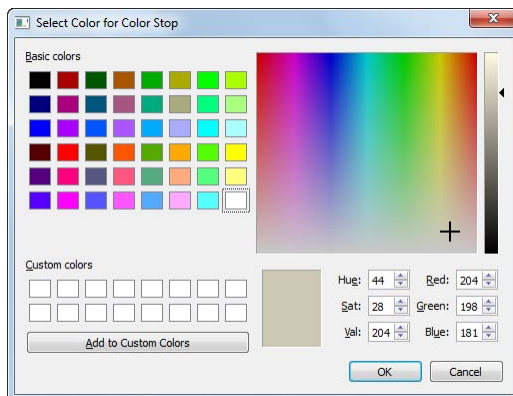 Select Color for Color Stop
x
Basic colors
Custom colors
Add to Custom Colors
Hue: 44 Red: 204
Sat: 28 Green: 198
Val: 204 Blue: 181
OK Cancel